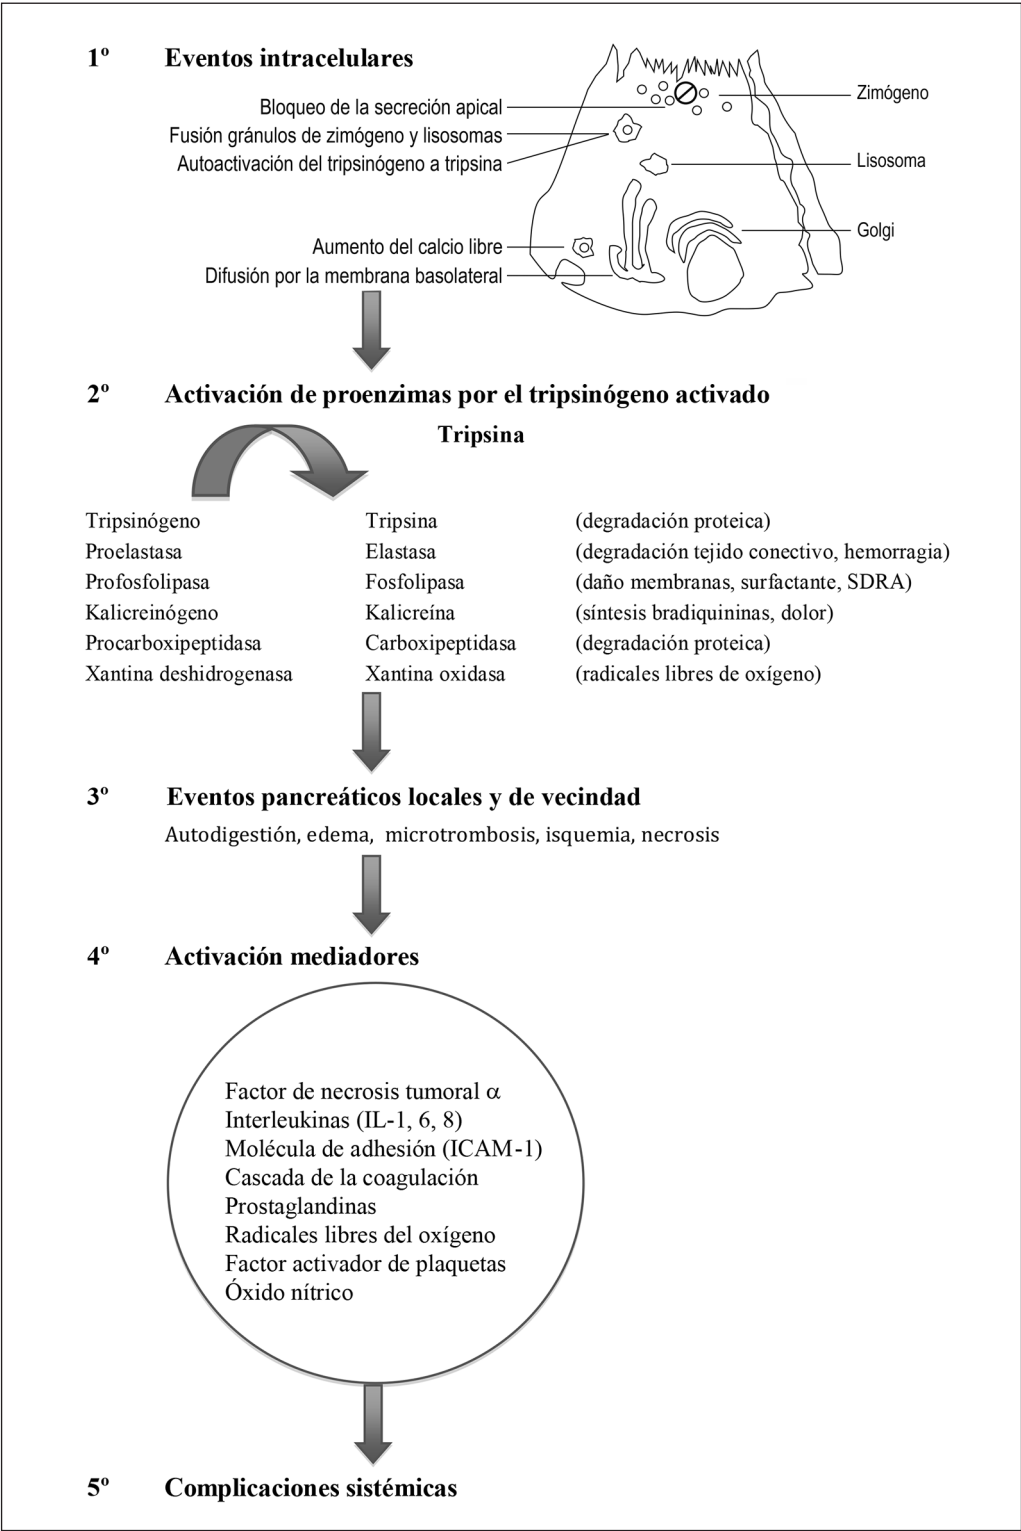 1º Eventos intracelulares
Bloqueo de la secreción apical
Fusión gránulos de zimógeno y lisosomas
Autoactivación del tripsinógeno a tripsina
Aumento del calcio libre
Difusión por la membrana basolateral
Zimógeno
Lisosoma
Golgi
2º Activación de proenzimas por el tripsinógeno activado
Tripsina
Tripsinógeno Tripsina (degradación proteica)
Proelastasa Elastasa (degradación tejido conectivo, hemorragia)
Profosfolipasa Fosfolipasa (daño membranas, surfactante, SDRA)
Kalicreinógeno Kalicreína (síntesis bradiquininas, dolor)
Procarboxipeptidasa Carboxipeptidasa (degradación proteica)
Xantina deshidrogenasa Xantina oxidasa (radicales libres de oxígeno)
3º Eventos pancreáticos locales y de vecindad
Autodigestión, edema, microtrombosis, isquemia, necrosis
4º Activación mediadores
Factor de necrosis tumoral α
Interleukinas (IL-1, 6, 8)
Molécula de adhesión (ICAM-1)
Cascada de la coagulación
Prostaglandinas
Radicales libres del oxígeno
Factor activador de plaquetas
Óxido nítrico
5º Complicaciones sistémicas